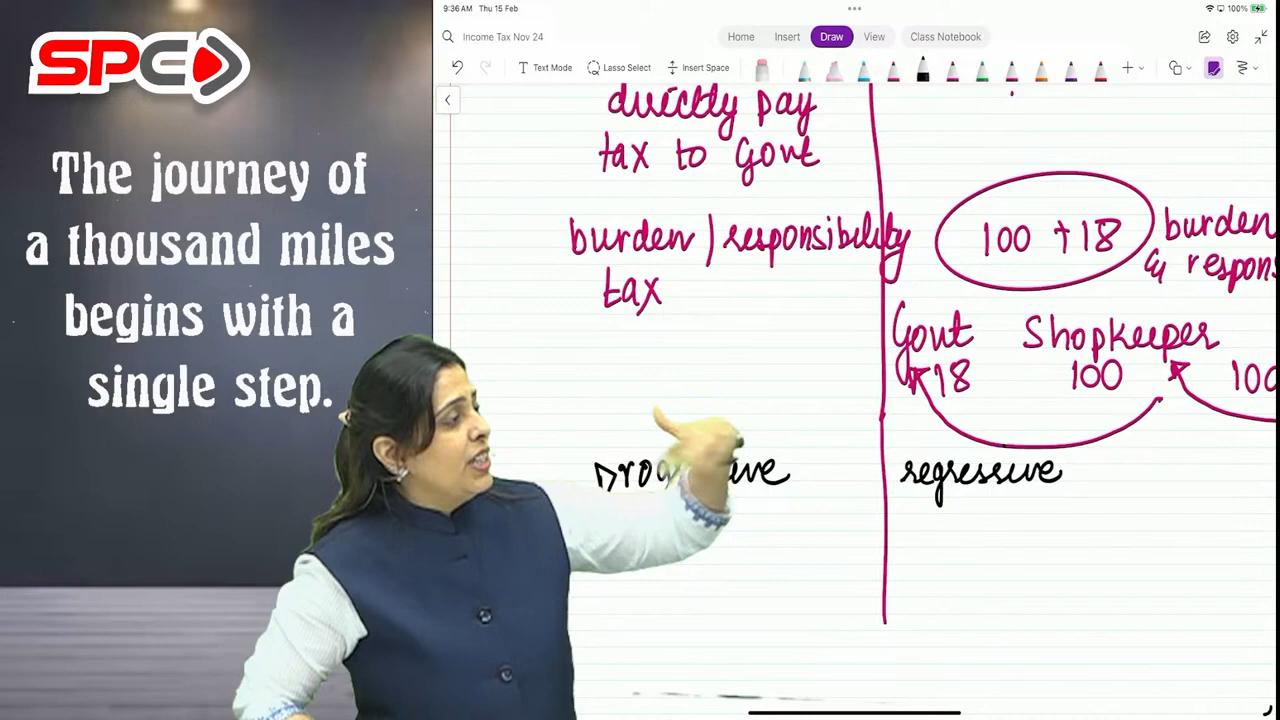 SPE
The journey of
a thousand miles
begins with a
single step.
9:36 AM Thu 15 Feb
100%
Income Tax Nov 24
Home Insert Draw View Class Notebook
Text Mode Lasso Select Insert Space
directly pay
tax to Govt
burden / responsibility
tax
100 + 18
burden
& respons
Govt Shopkeeper
18 100 100
regressive